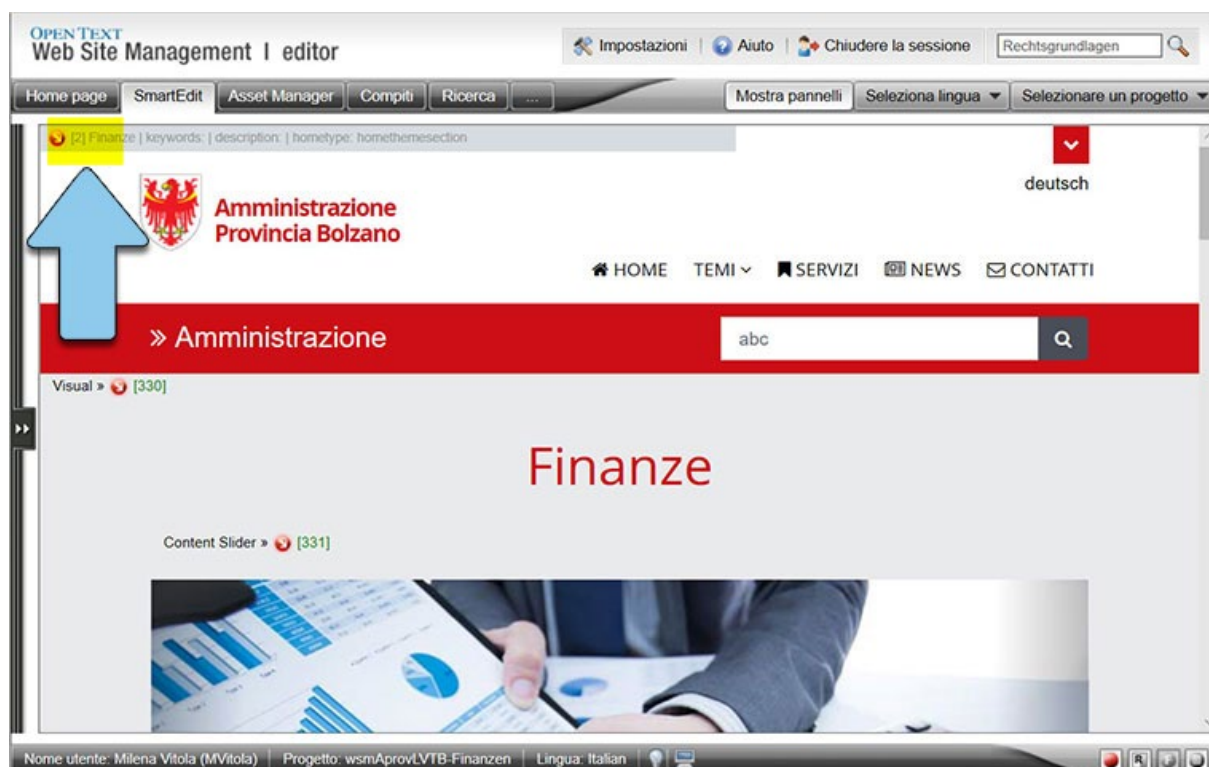 OPEN TEXT
Web Site Management | editor
Impostazioni | Aiuto | Chiudere la sessione Rechtsgrundlagen
Home page SmartEdit Asset Manager Compiti Ricerca ... Mostra pannelli Seleziona lingua Selezionare un progetto
[2] Finanze | keywords: | description: | hometype: homethemesection
deutsch
Amministrazione
Provincia Bolzano
HOME TEMI SERVIZI NEWS CONTATTI
» Amministrazione abc
Visual » [330]
Finanze
Content Slider » [331]
Nome utente: Milena Vitola (MVitola) | Progetto: wsmAprovLVTB-Finanzen | Lingua: Italian | R